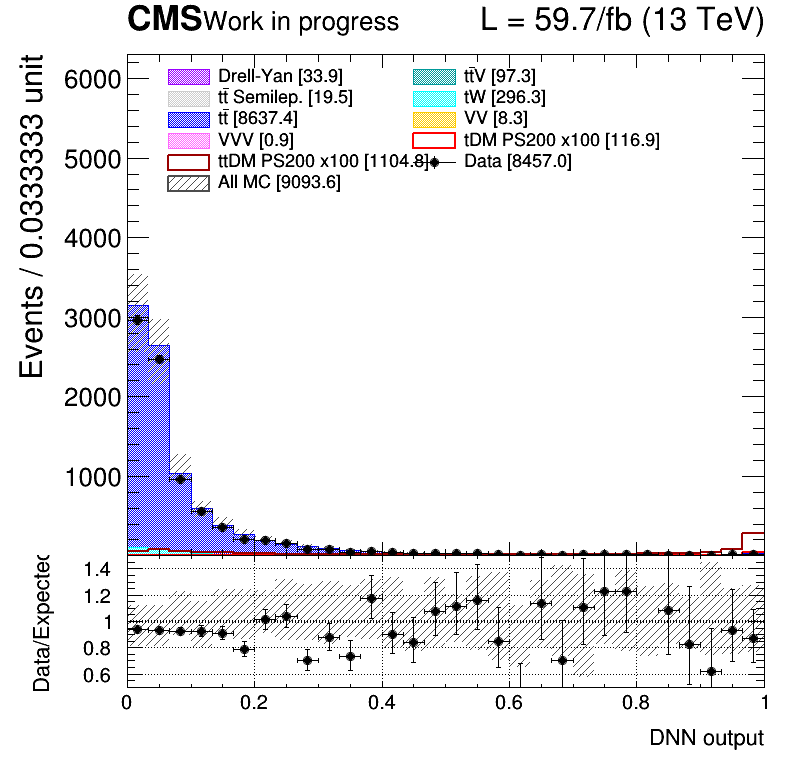 CMS Work in progress L = 59.7/fb (13 TeV)
Events / 0.0333333 unit
6000
5000
4000
3000
2000
1000
Drell-Yan [33.9] tt̄V [97.3]
tt̄ Semilep. [19.5] tW [296.3]
tt̄ [8637.4] VV [8.3]
VVV [0.9] tDM PS200 x100 [116.9]
ttDM PS200 x100 [1104.8] Data [8457.0]
All MC [9093.6]
Data/Expected
1.4
1.2
1
0.8
0.6
0 0.2 0.4 0.6 0.8 1
DNN output